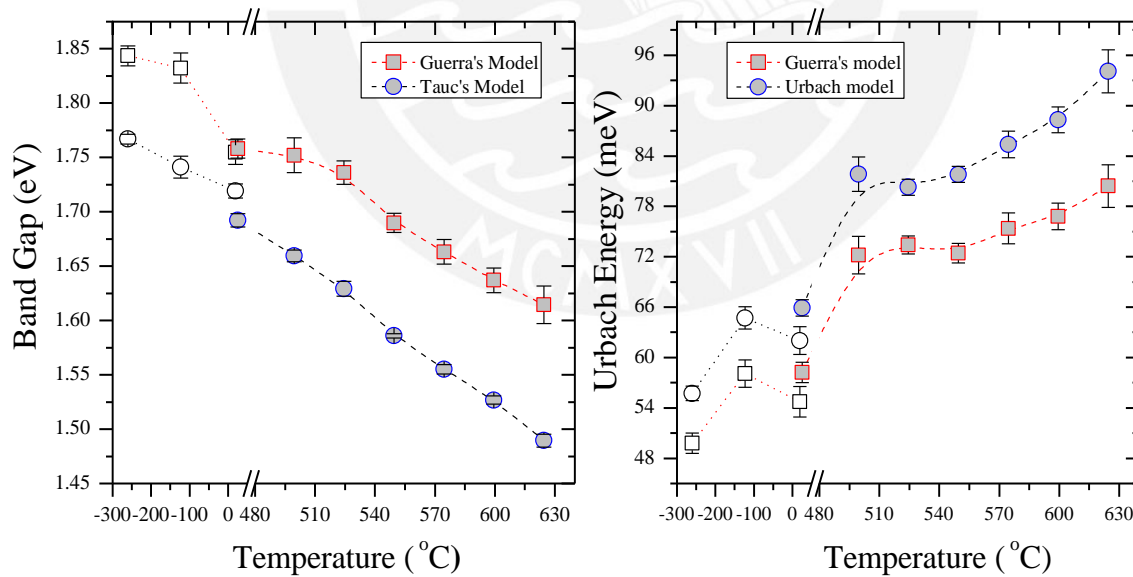 1.85
1.80
1.75
1.70
1.65
1.60
1.55
1.50
1.45
Band Gap (eV)
Guerra's Model
Tauc's Model
-300 -200 -100 0 480 510 540 570 600 630
Temperature (°C)
96
90
84
78
72
66
60
54
48
Urbach Energy (meV)
Guerra's model
Urbach model
-300 -200 -100 0 480 510 540 570 600 630
Temperature (°C)
MCMXVII